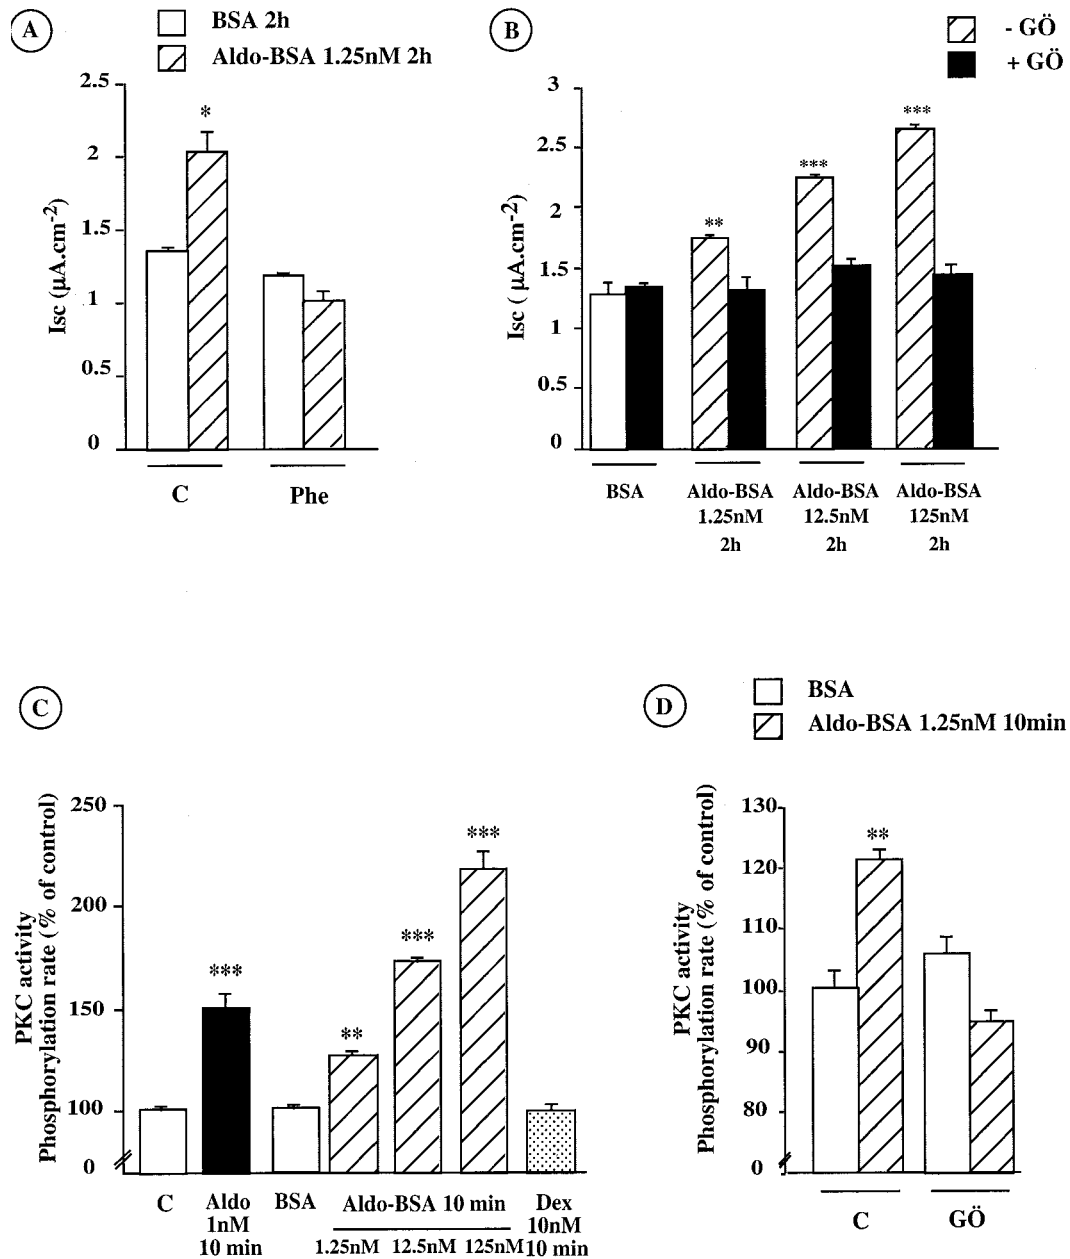 A
BSA 2h
Aldo-BSA 1.25nM 2h
Isc (µA.cm-2)
2.5
2
1.5
1
0.5
0
*
C
Phe
B
- GÖ
+ GÖ
Isc ( µA.cm-2)
3
2.5
2
1.5
1
0.5
0
**
***
***
BSA
Aldo-BSA 1.25nM 2h
Aldo-BSA 12.5nM 2h
Aldo-BSA 125nM 2h
C
PKC activity
Phosphorylation rate (% of control)
250
200
150
100
0
***
**
***
***
C
Aldo 1nM 10 min
BSA
Aldo-BSA 10 min
1.25nM 12.5nM 125nM
Dex 10nM 10 min
D
BSA
Aldo-BSA 1.25nM 10min
PKC activity
Phosphorylation rate (% of control)
130
120
110
100
90
80
0
**
C
GÖ